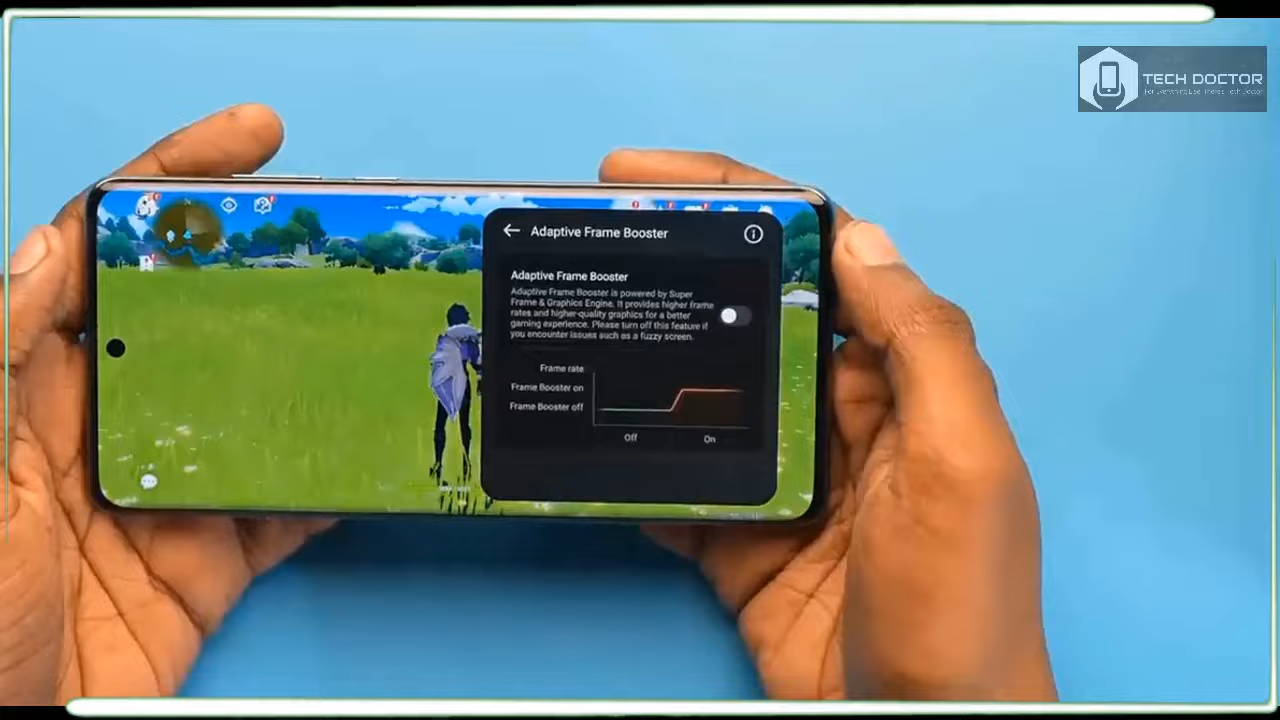 TECH DOCTOR
Adaptive Frame Booster
Adaptive Frame Booster
Adaptive Frame Booster is powered by Super
Frame & Graphics Engine. It provides higher frame
rates and higher-quality graphics for a better
gaming experience. Please turn off this feature if
you encounter issues such as a fuzzy screen.
Frame rate
Frame Booster on
Frame Booster off
Off
On